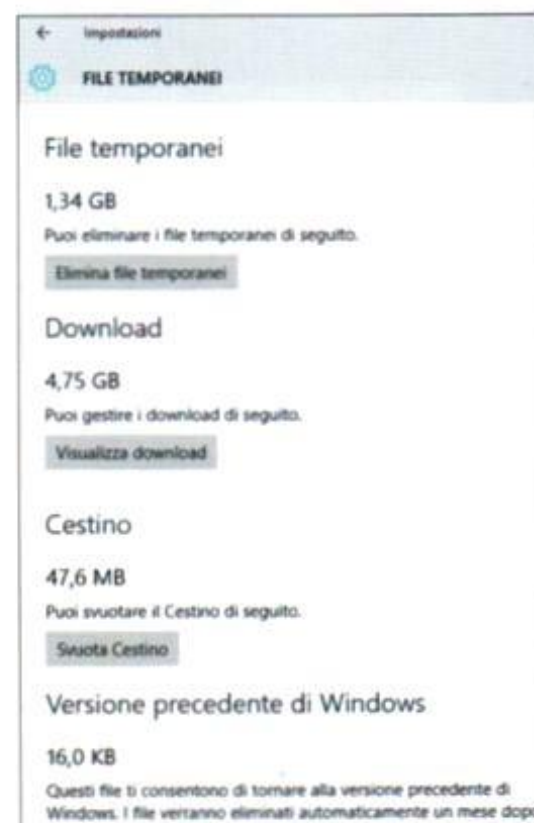 Impostazioni
FILE TEMPORANEI
File temporanei
1,34 GB
Puoi eliminare i file temporanei di seguito.
Elimina file temporanei
Download
4,75 GB
Puoi gestire i download di seguito.
Visualizza download
Cestino
47,6 MB
Puoi svuotare il Cestino di seguito.
Svuota Cestino
Versione precedente di Windows
16,0 KB
Questi file ti consentono di tornare alla versione precedente di
Windows. I file verranno eliminati automaticamente un mese dopo